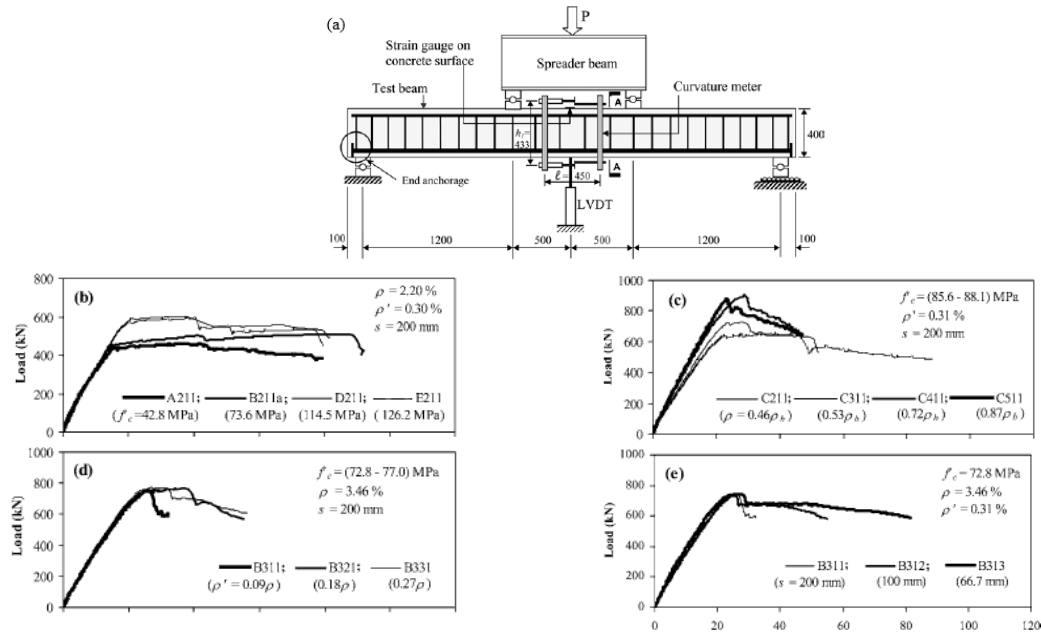 (a)
P
Strain gauge on
concrete surface
Spreader beam
Test beam
Curvature meter
A
h₁=
433
400
A
End anchorage
ℓ = 450
LVDT
100
1200
500
500
1200
100
(b)
ρ = 2.20 %
ρ' = 0.30 %
s = 200 mm
Load (kN)
800
600
400
200
0
A211; B211a; D211; E211
(f'c =42.8 MPa) (73.6 MPa) (114.5 MPa) (126.2 MPa)
(c)
f'c = (85.6 - 88.1) MPa
ρ' = 0.31 %
s = 200 mm
Load (kN)
1000
800
600
400
200
0
C211; C311; C411; C511
(ρ = 0.46ρb) (0.53ρb) (0.72ρb) (0.87ρb)
(d)
f'c = (72.8 - 77.0) MPa
ρ = 3.46 %
s = 200 mm
Load (kN)
1000
800
600
400
200
0
B311; B321; B331
(ρ' = 0.09ρ) (0.18ρ) (0.27ρ)
(e)
f'c = 72.8 MPa
ρ = 3.46 %
ρ' = 0.31 %
Load (kN)
1000
800
600
400
200
0
B311; B312; B313
(s = 200 mm) (100 mm) (66.7 mm)
0 20 40 60 80 100 120